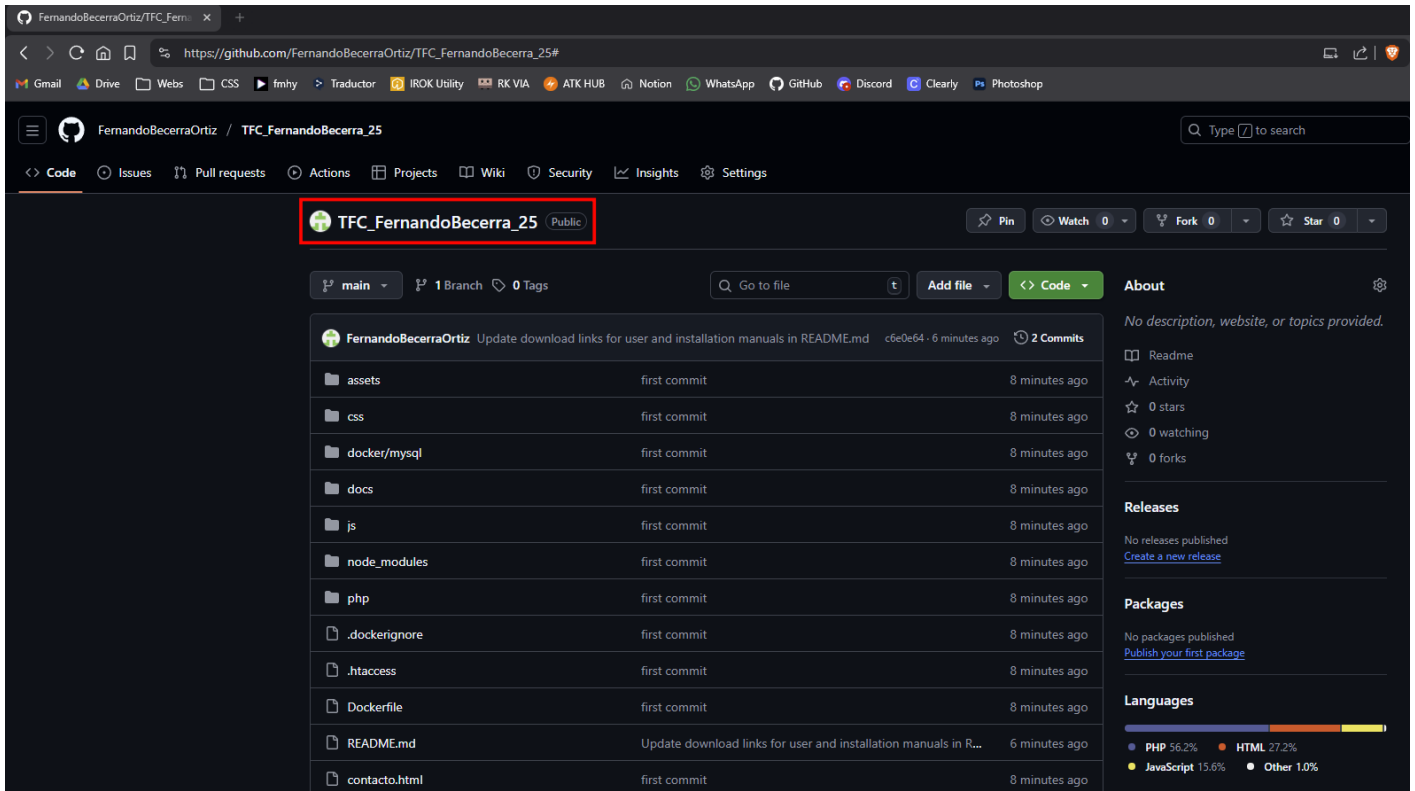 FernandoBecerraOrtiz/TFC_Ferna
https://github.com/FernandoBecerraOrtiz/TFC_FernandoBecerra_25#
Gmail Drive Webs CSS fmhy Traductor IROK Utility RK VIA ATK HUB Notion WhatsApp GitHub Discord Clearly Photoshop
FernandoBecerraOrtiz / TFC_FernandoBecerra_25
Type / to search
Code Issues Pull requests Actions Projects Wiki Security Insights Settings
TFC_FernandoBecerra_25 Public
Pin Watch 0 Fork 0 Star 0
main 1 Branch 0 Tags Go to file t Add file Code
FernandoBecerraOrtiz Update download links for user and installation manuals in README.md c6e0e64 · 6 minutes ago 2 Commits
assets first commit 8 minutes ago
css first commit 8 minutes ago
docker/mysql first commit 8 minutes ago
docs first commit 8 minutes ago
js first commit 8 minutes ago
node_modules first commit 8 minutes ago
php first commit 8 minutes ago
.dockerignore first commit 8 minutes ago
.htaccess first commit 8 minutes ago
Dockerfile first commit 8 minutes ago
README.md Update download links for user and installation manuals in R... 6 minutes ago
contacto.html first commit 8 minutes ago
About
No description, website, or topics provided.
Readme
Activity
0 stars
0 watching
0 forks
Releases
No releases published
Create a new release
Packages
No packages published
Publish your first package
Languages
PHP 56.2% HTML 27.2%
JavaScript 15.6% Other 1.0%